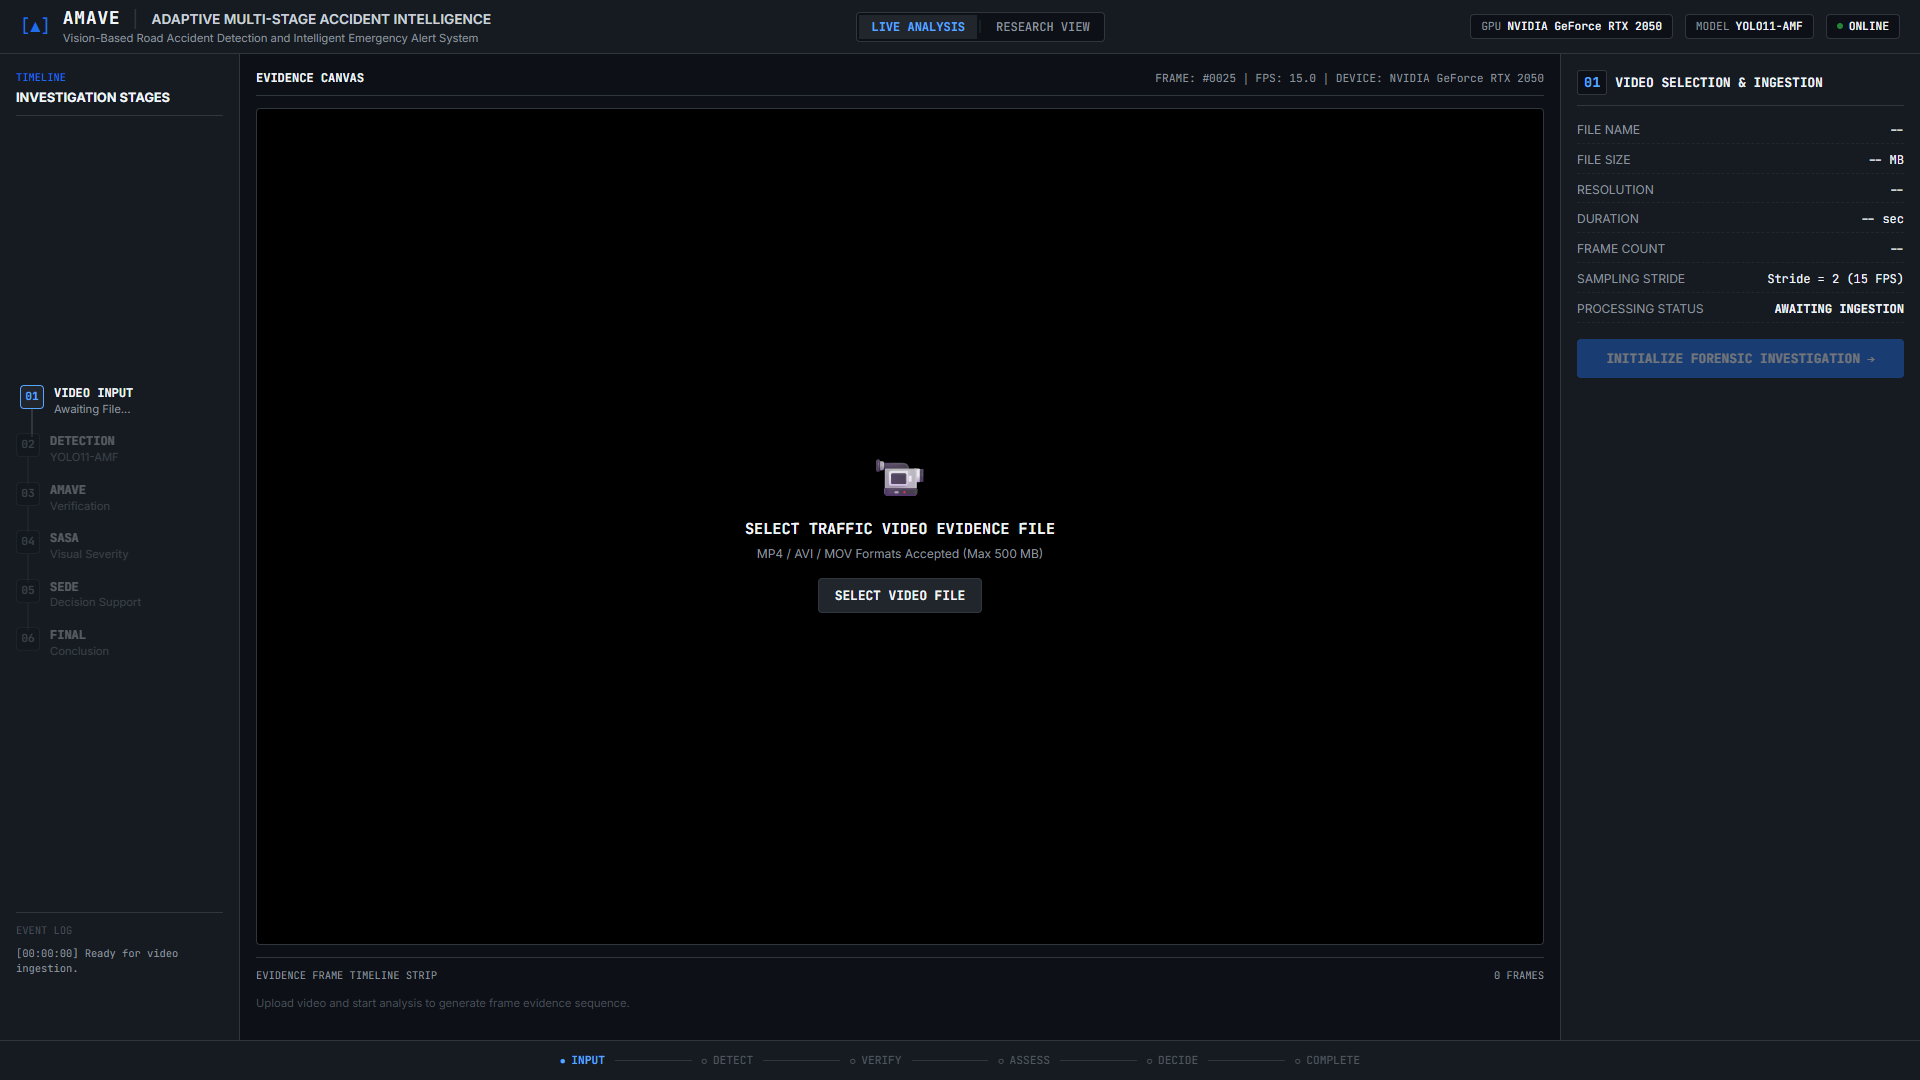 [▲] AMAVE | ADAPTIVE MULTI-STAGE ACCIDENT INTELLIGENCE
Vision-Based Road Accident Detection and Intelligent Emergency Alert System
LIVE ANALYSIS
RESEARCH VIEW
GPU NVIDIA GeForce RTX 2050
MODEL YOLO11-AMF
● ONLINE
TIMELINE
INVESTIGATION STAGES
01 VIDEO INPUT
Awaiting File...
02 DETECTION
YOLO11-AMF
03 AMAVE
Verification
04 SASA
Visual Severity
05 SEDE
Decision Support
06 FINAL
Conclusion
EVENT LOG
[00:00:00] Ready for video
ingestion.
EVIDENCE CANVAS
FRAME: #0025 | FPS: 15.0 | DEVICE: NVIDIA GeForce RTX 2050
SELECT TRAFFIC VIDEO EVIDENCE FILE
MP4 / AVI / MOV Formats Accepted (Max 500 MB)
SELECT VIDEO FILE
EVIDENCE FRAME TIMELINE STRIP
0 FRAMES
Upload video and start analysis to generate frame evidence sequence.
01 VIDEO SELECTION & INGESTION
FILE NAME --
FILE SIZE -- MB
RESOLUTION --
DURATION -- sec
FRAME COUNT --
SAMPLING STRIDE Stride = 2 (15 FPS)
PROCESSING STATUS AWAITING INGESTION
INITIALIZE FORENSIC INVESTIGATION →
● INPUT ○ DETECT ○ VERIFY ○ ASSESS ○ DECIDE ○ COMPLETE